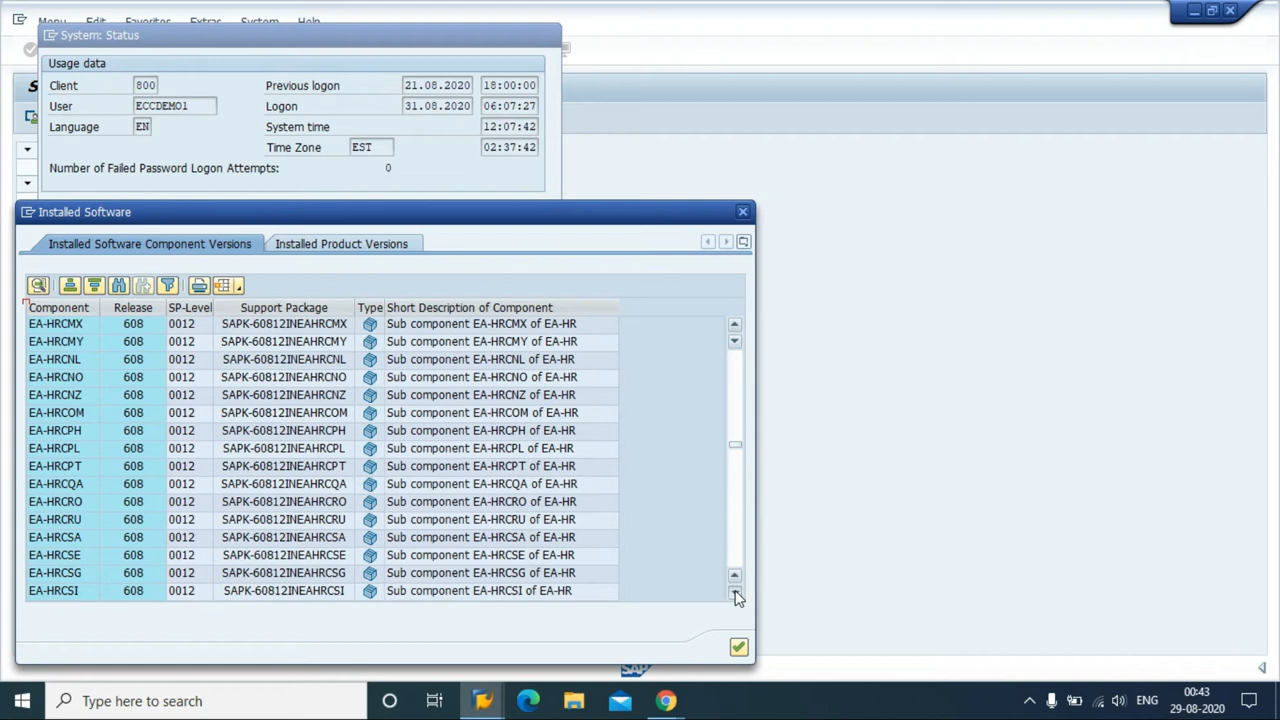 Menu Edit Favorites Extras System Help
System: Status
Usage data
Client 800 Previous logon 21.08.2020 18:00:00
User ECCDEMO1 Logon 31.08.2020 06:07:27
Language EN System time 12:07:42
Time Zone EST 02:37:42
Number of Failed Password Logon Attempts: 0
Installed Software
Installed Software Component Versions Installed Product Versions
Component Release SP-Level Support Package Type Short Description of Component
EA-HRCMX 608 0012 SAPK-60812INEAHRCMX Sub component EA-HRCMX of EA-HR
EA-HRCMY 608 0012 SAPK-60812INEAHRCMY Sub component EA-HRCMY of EA-HR
EA-HRCNL 608 0012 SAPK-60812INEAHRCNL Sub component EA-HRCNL of EA-HR
EA-HRCNO 608 0012 SAPK-60812INEAHRCNO Sub component EA-HRCNO of EA-HR
EA-HRCNZ 608 0012 SAPK-60812INEAHRCNZ Sub component EA-HRCNZ of EA-HR
EA-HRCOM 608 0012 SAPK-60812INEAHRCOM Sub component EA-HRCOM of EA-HR
EA-HRCPH 608 0012 SAPK-60812INEAHRCPH Sub component EA-HRCPH of EA-HR
EA-HRCPL 608 0012 SAPK-60812INEAHRCPL Sub component EA-HRCPL of EA-HR
EA-HRCPT 608 0012 SAPK-60812INEAHRCPT Sub component EA-HRCPT of EA-HR
EA-HRCQA 608 0012 SAPK-60812INEAHRCQA Sub component EA-HRCQA of EA-HR
EA-HRCRO 608 0012 SAPK-60812INEAHRCRO Sub component EA-HRCRO of EA-HR
EA-HRCRU 608 0012 SAPK-60812INEAHRCRU Sub component EA-HRCRU of EA-HR
EA-HRCSA 608 0012 SAPK-60812INEAHRCSA Sub component EA-HRCSA of EA-HR
EA-HRCSE 608 0012 SAPK-60812INEAHRCSE Sub component EA-HRCSE of EA-HR
EA-HRCSG 608 0012 SAPK-60812INEAHRCSG Sub component EA-HRCSG of EA-HR
EA-HRCSI 608 0012 SAPK-60812INEAHRCSI Sub component EA-HRCSI of EA-HR
SAP
Type here to search
ENG
00:43
29-08-2020